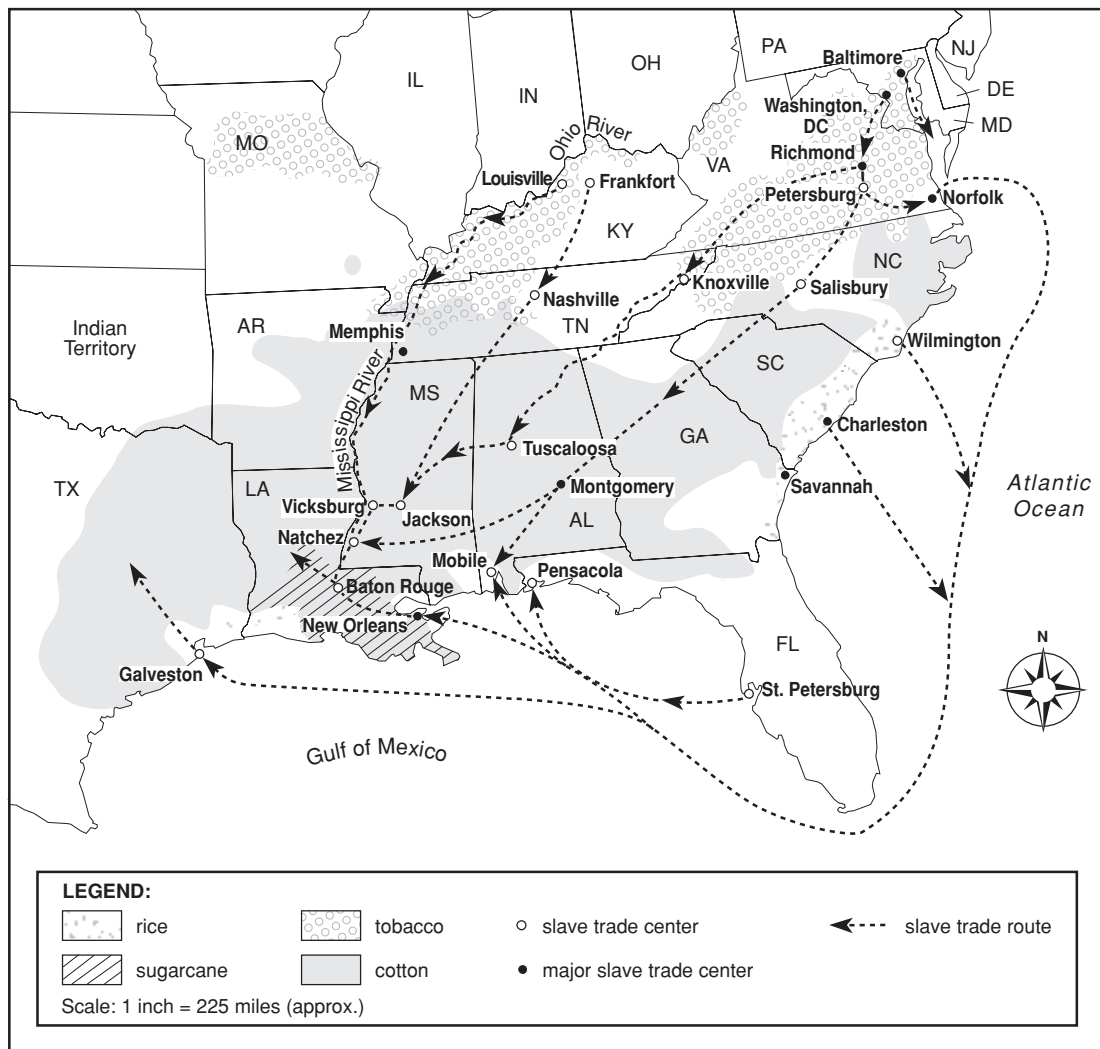 PA
NJ
OH
Baltimore
IL
IN
DE
Washington,
DC
MD
MO
Ohio River
VA
Richmond
Louisville
Frankfort
Petersburg
Norfolk
KY
NC
Knoxville
Salisbury
Nashville
Indian
Territory
AR
TN
Memphis
Wilmington
SC
MS
Mississippi River
Charleston
GA
Tuscaloosa
TX
LA
Montgomery
Savannah
Atlantic
Ocean
Vicksburg
Jackson
AL
Natchez
Mobile
Pensacola
Baton Rouge
New Orleans
FL
N
Galveston
St. Petersburg
Gulf of Mexico
LEGEND:
rice
tobacco
slave trade center
slave trade route
sugarcane
cotton
major slave trade center
Scale: 1 inch = 225 miles (approx.)